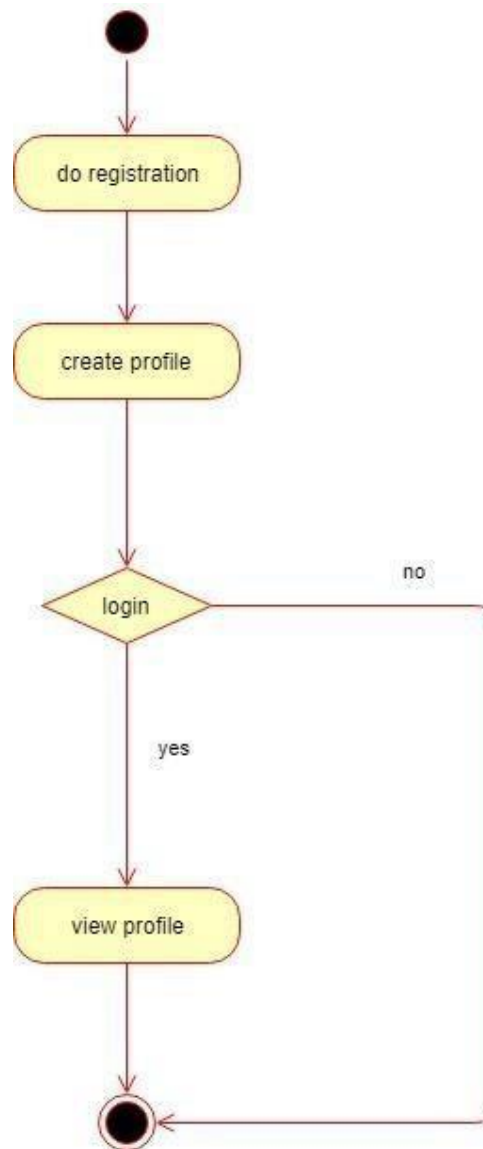 do registration
create profile
no
login
yes
view profile